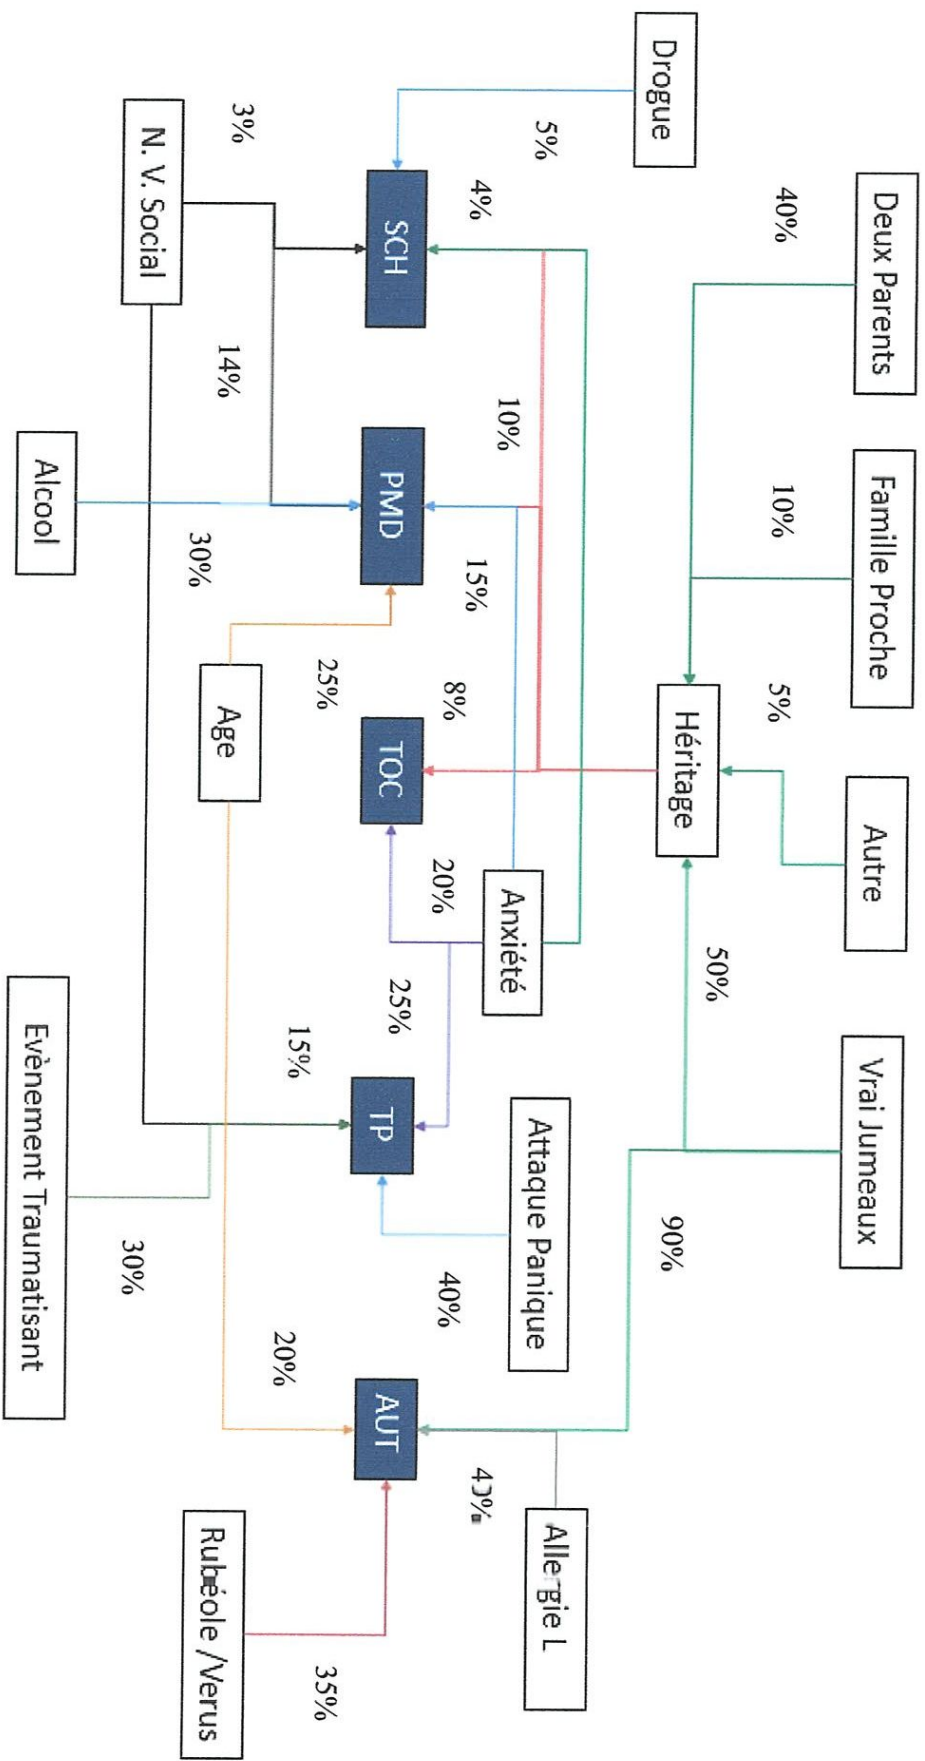 Deux Parents
Famille Proche
Autre
Vrai Jumeaux
40%
10%
5%
50%
90%
Drogue
Héritage
5%
10%
Anxiété
Attaque Panique
Allergie L
4%
15%
8%
20%
25%
40%
SCH
PMD
TOC
TP
AUT
3%
14%
30%
25%
15%
20%
35%
N. V. Social
Age
Rubéole /Verus
30%
Alcool
Evènement Traumatisant